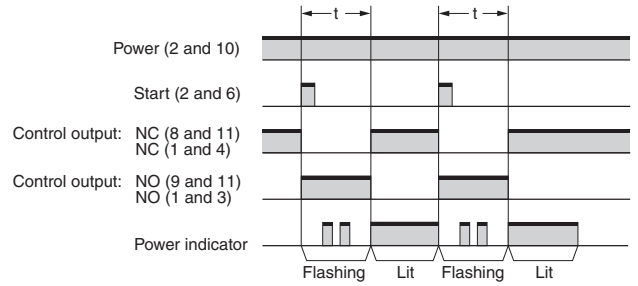 t t
Power (2 and 10)
Start (2 and 6)
Control output: NC (8 and 11)
NC (1 and 4)
Control output: NO (9 and 11)
NO (1 and 3)
Power indicator
Flashing Lit Flashing Lit